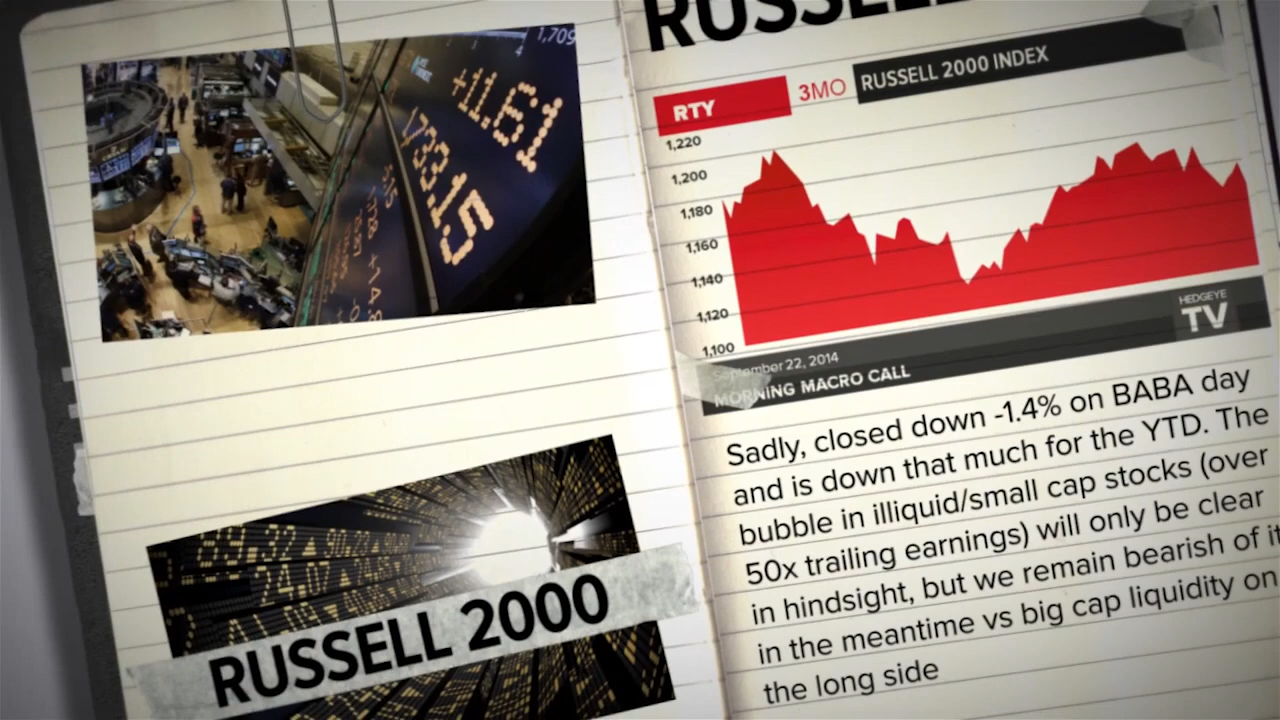 1,709
+11.61
1733.15
RUSSELL 2000
RUSSELL
RTY
3MO
RUSSELL 2000 INDEX
1,220
1,200
1,180
1,160
1,140
1,120
1,100
HEDGEYE
TV
September 22, 2014
MORNING MACRO CALL
Sadly, closed down -1.4% on BABA day
and is down that much for the YTD. The
bubble in illiquid/small cap stocks (over
50x trailing earnings) will only be clear
in hindsight, but we remain bearish of it
in the meantime vs big cap liquidity on
the long side